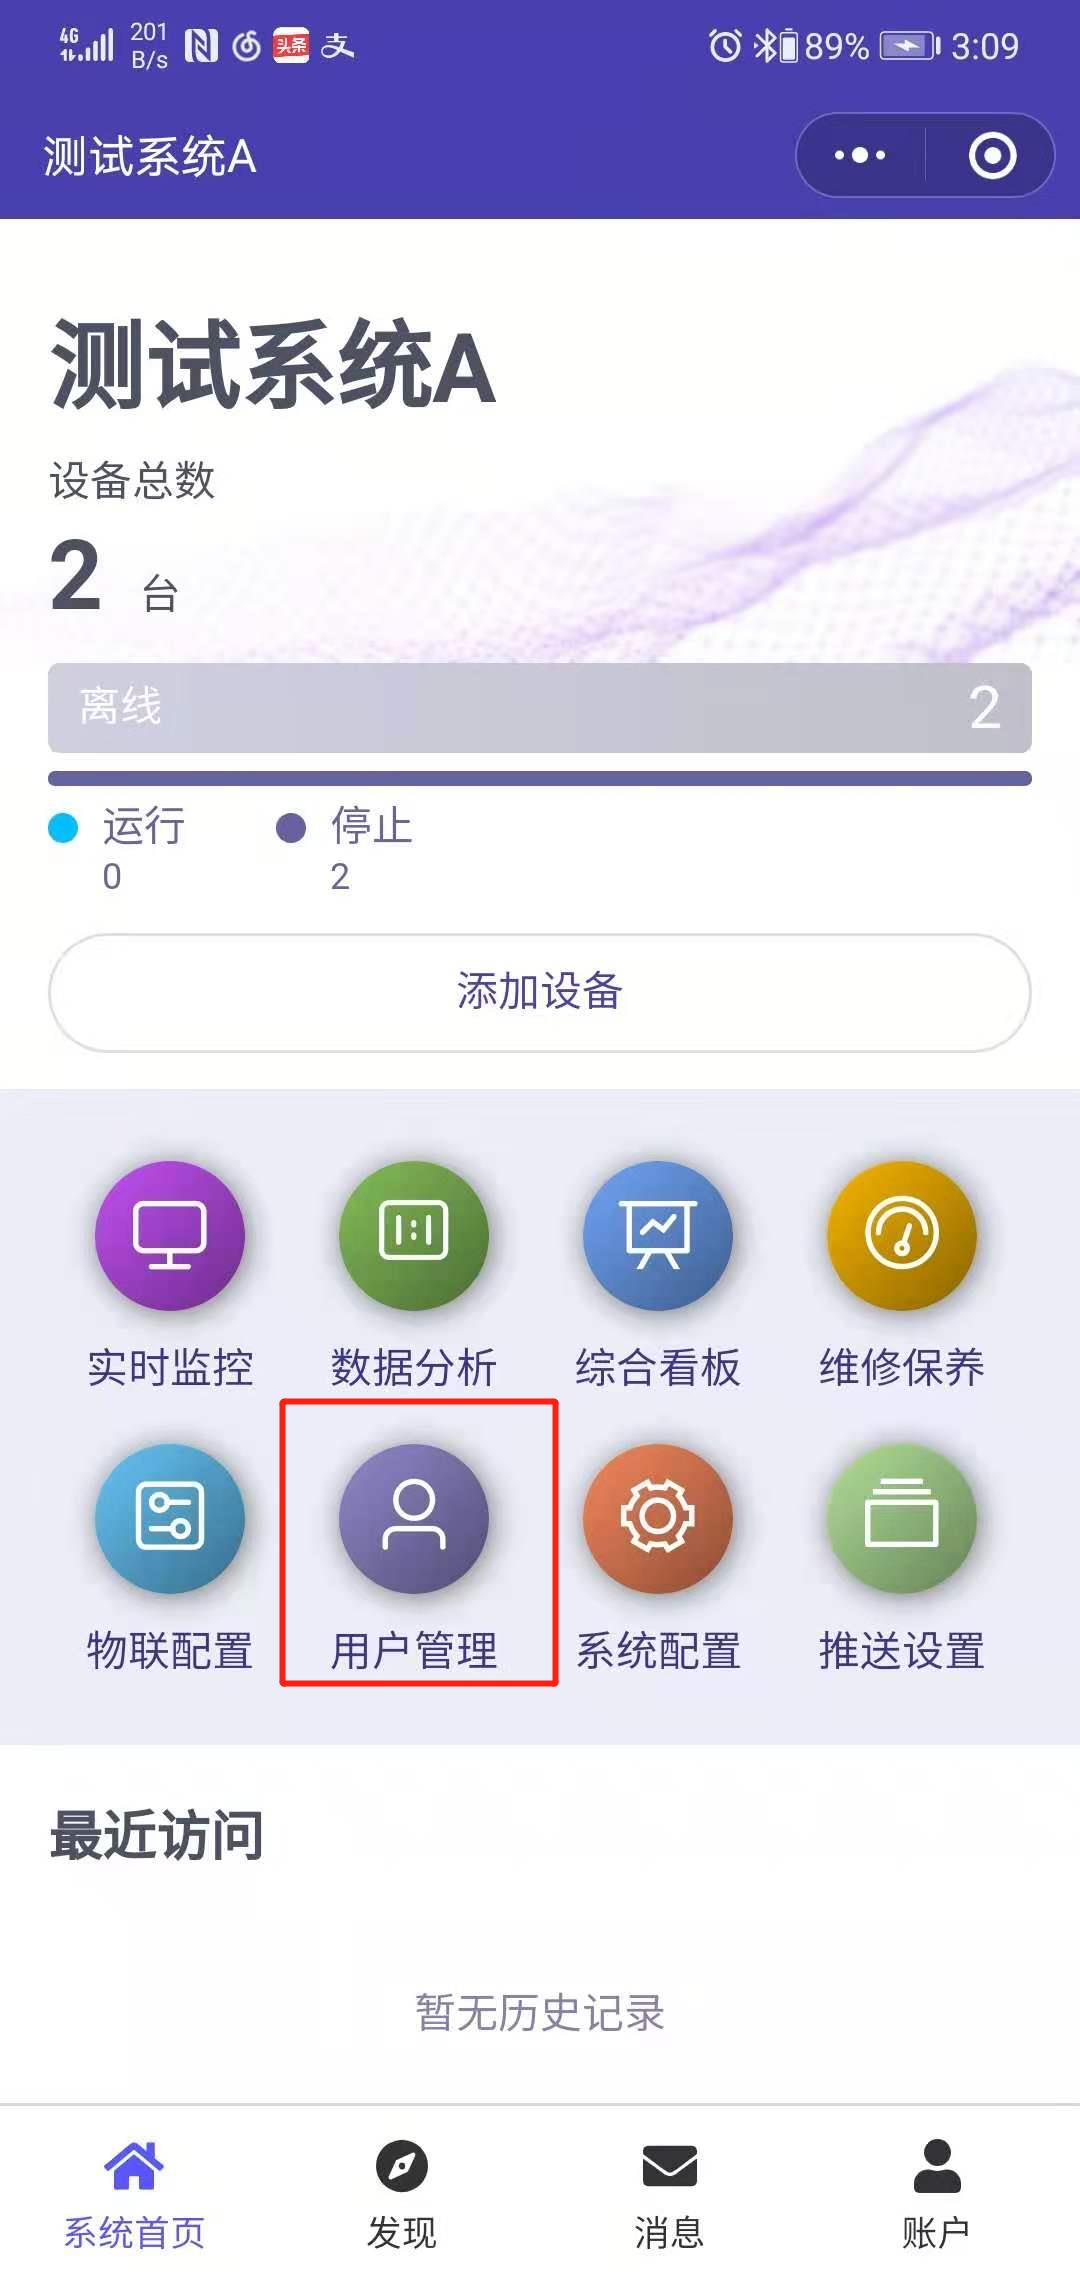 4G 201 B/s 头条 支 89% 3:09
测试系统A
测试系统A
设备总数
2 台
离线 2
运行 停止
0 2
添加设备
实时监控 数据分析 综合看板 维修保养
物联配置 用户管理 系统配置 推送设置
最近访问
暂无历史记录
系统首页 发现 消息 账户